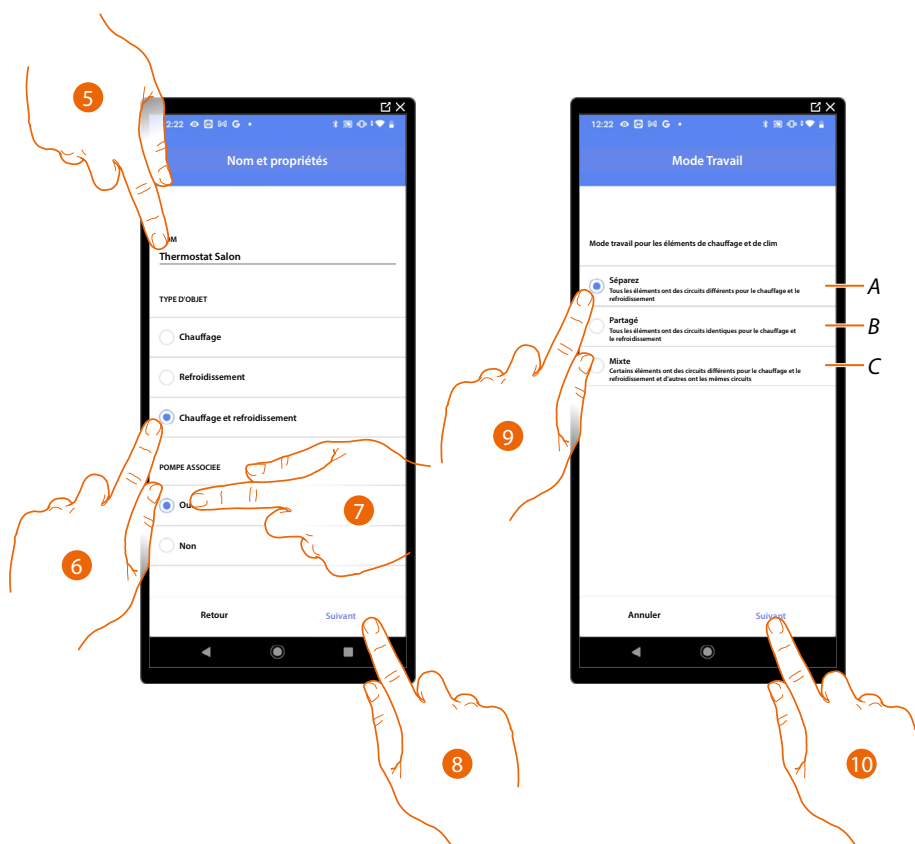 5
2:22 G
Nom et propriétés
OM
Thermostat Salon
TYPE D'OBJET
Chauffage
Refroidissement
Chauffage et refroidissement
POMPE ASSOCIEE
Ou
7
Non
6
Retour Suivant
8
12:22 G
Mode Travail
Mode travail pour les éléments de chauffage et de clim
Séparez
Tous les éléments ont des circuits différents pour le chauffage et le
refroidissement
A
Partagé
Tous les éléments ont des circuits identiques pour le chauffage et
le refroidissement
B
Mixte
Certains éléments ont des circuits différents pour le chauffage et le
refroidissement et d'autres ont les mêmes circuits
C
9
Annuler Suivant
10